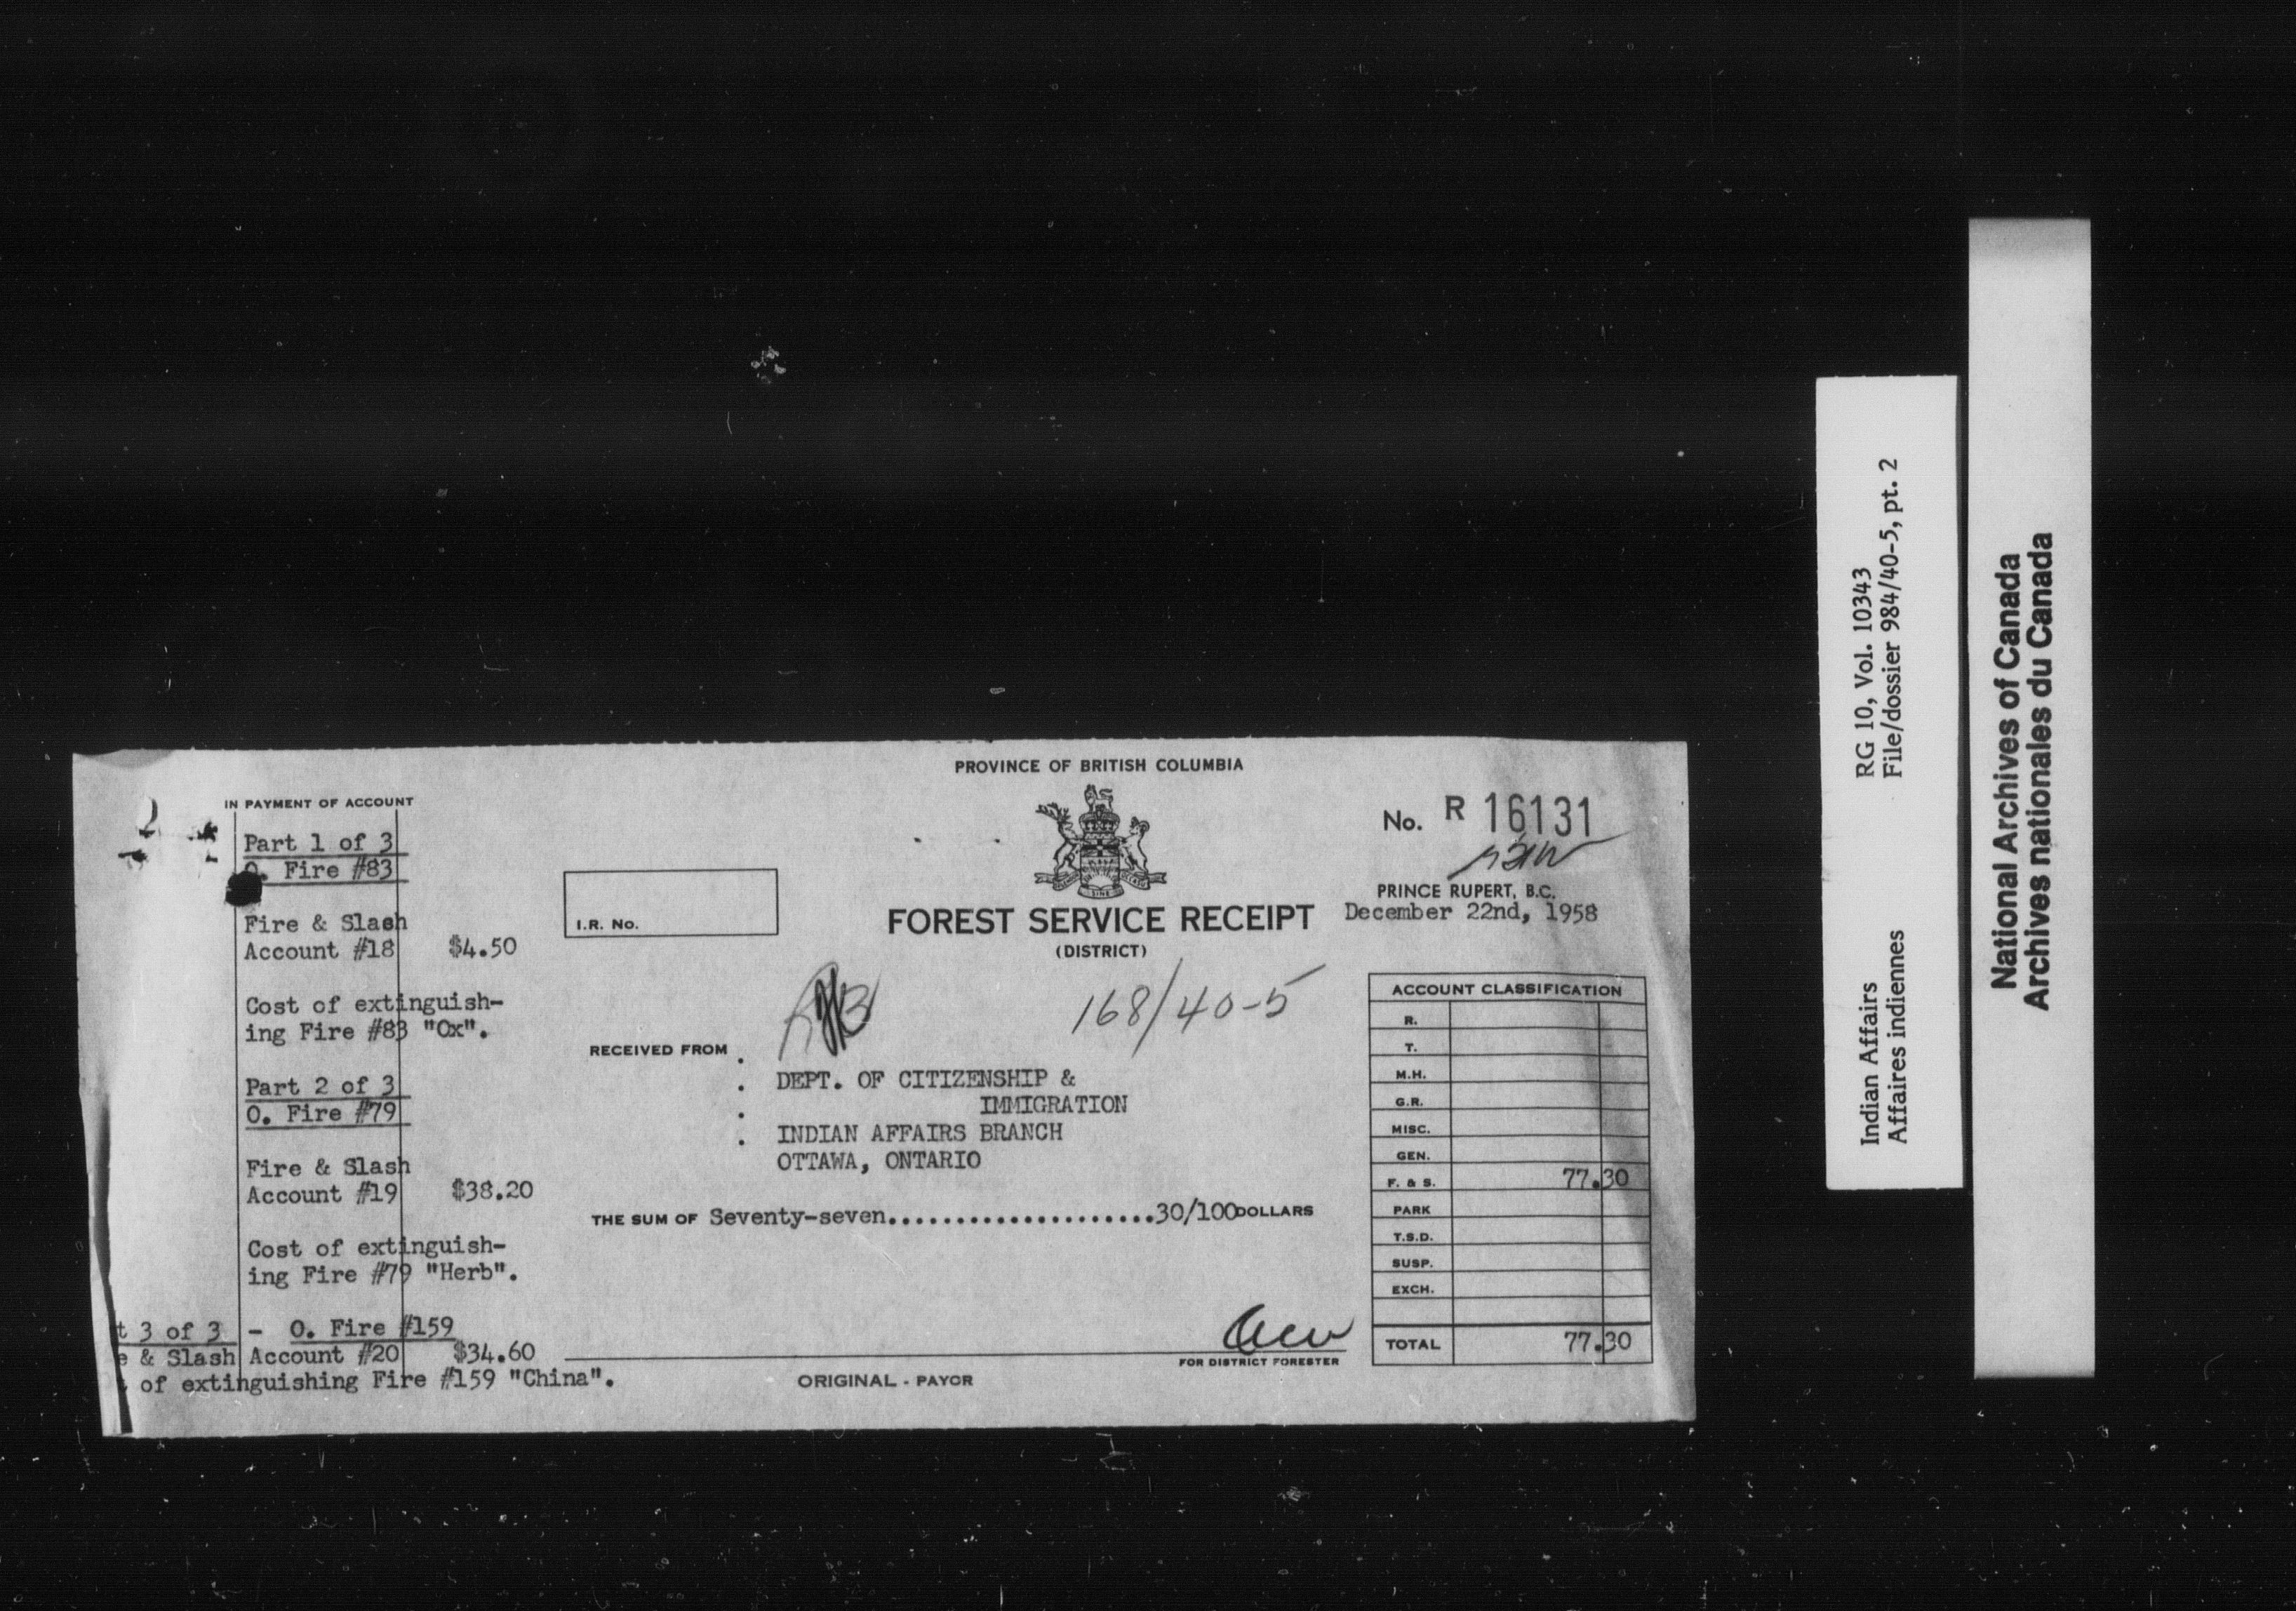 PROVINCE OF BRITISH COLUMBIA
IN PAYMENT OF ACCOUNT
Part 1 of 3
O. Fire #83
Fire & Slash
Account #18 $4.50
Cost of extinguish-
ing Fire #83 "Ox".
Part 2 of 3
O. Fire #79
Fire & Slash
Account #19 $38.20
Cost of extinguish-
ing Fire #79 "Herb".
t 3 of 3 - O. Fire #159
e & Slash Account #20 $34.60
of extinguishing Fire #159 "China".
I.R. No.
FOREST SERVICE RECEIPT
(DISTRICT)
No. R 16131
PRINCE RUPERT, B.C.
December 22nd, 1958
168/40-5
RECEIVED FROM
DEPT. OF CITIZENSHIP &
IMMIGRATION
INDIAN AFFAIRS BRANCH
OTTAWA, ONTARIO
THE SUM OF Seventy-seven....................30/100 DOLLARS
FOR DISTRICT FORESTER
ORIGINAL - PAYOR
ACCOUNT CLASSIFICATION
R.
T.
M.H.
G.R.
MISC.
GEN.
F. & S. 77.30
PARK
T.S.D.
SUSP.
EXCH.
TOTAL 77.30
RG 10, Vol. 10343
File/dossier 984/40-5, pt. 2
Indian Affairs
Affaires indiennes
National Archives of Canada
Archives nationales du Canada